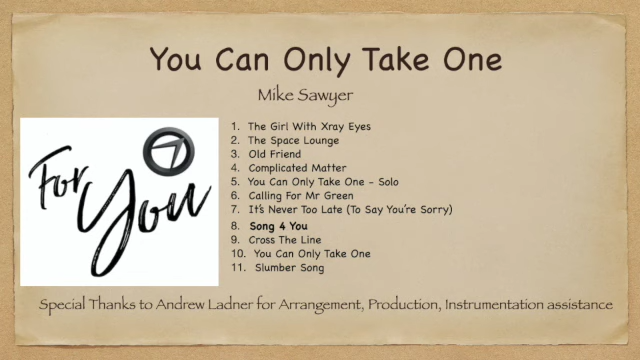 You Can Only Take One
Mike Sawyer
For
You
1. The Girl With Xray Eyes
2. The Space Lounge
3. Old Friend
4. Complicated Matter
5. You Can Only Take One - Solo
6. Calling For Mr Green
7. It's Never Too Late (To Say You're Sorry)
8. Song 4 You
9. Cross The Line
10. You Can Only Take One
11. Slumber Song
Special Thanks to Andrew Ladner for Arrangement, Production, Instrumentation assistance